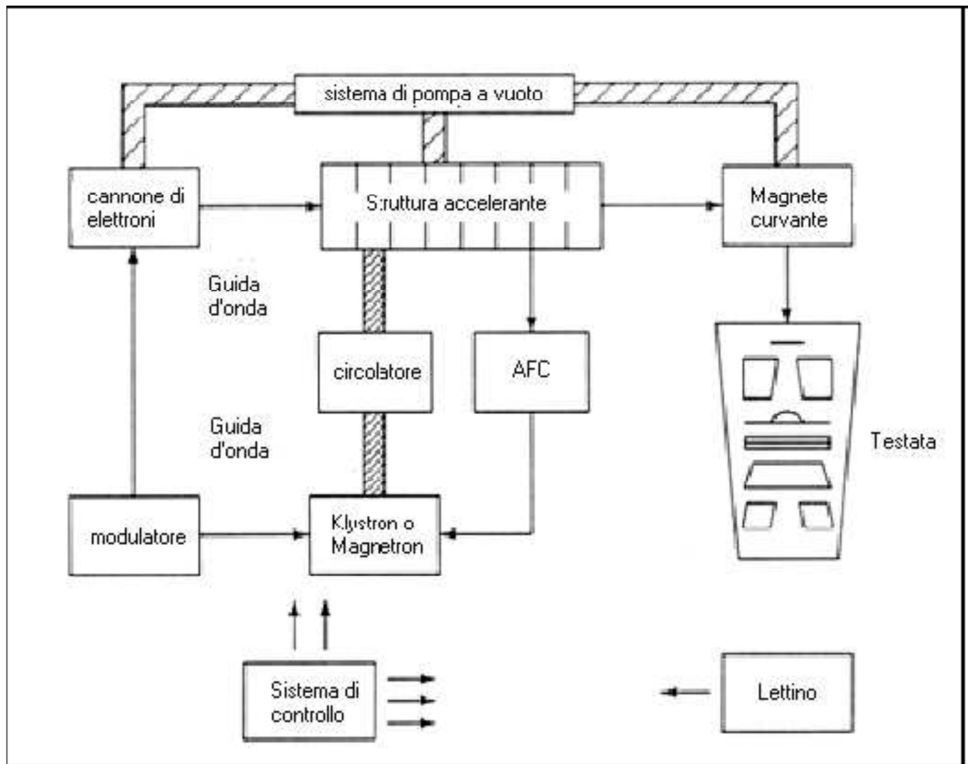 sistema di pompa a vuoto
cannone di
elettroni
Struttura accelerante
Magnete
curvante
Guida
d'onda
circolatore
AFC
Guida
d'onda
Testata
modulatore
Klystron o
Magnetron
Sistema di
controllo
Lettino